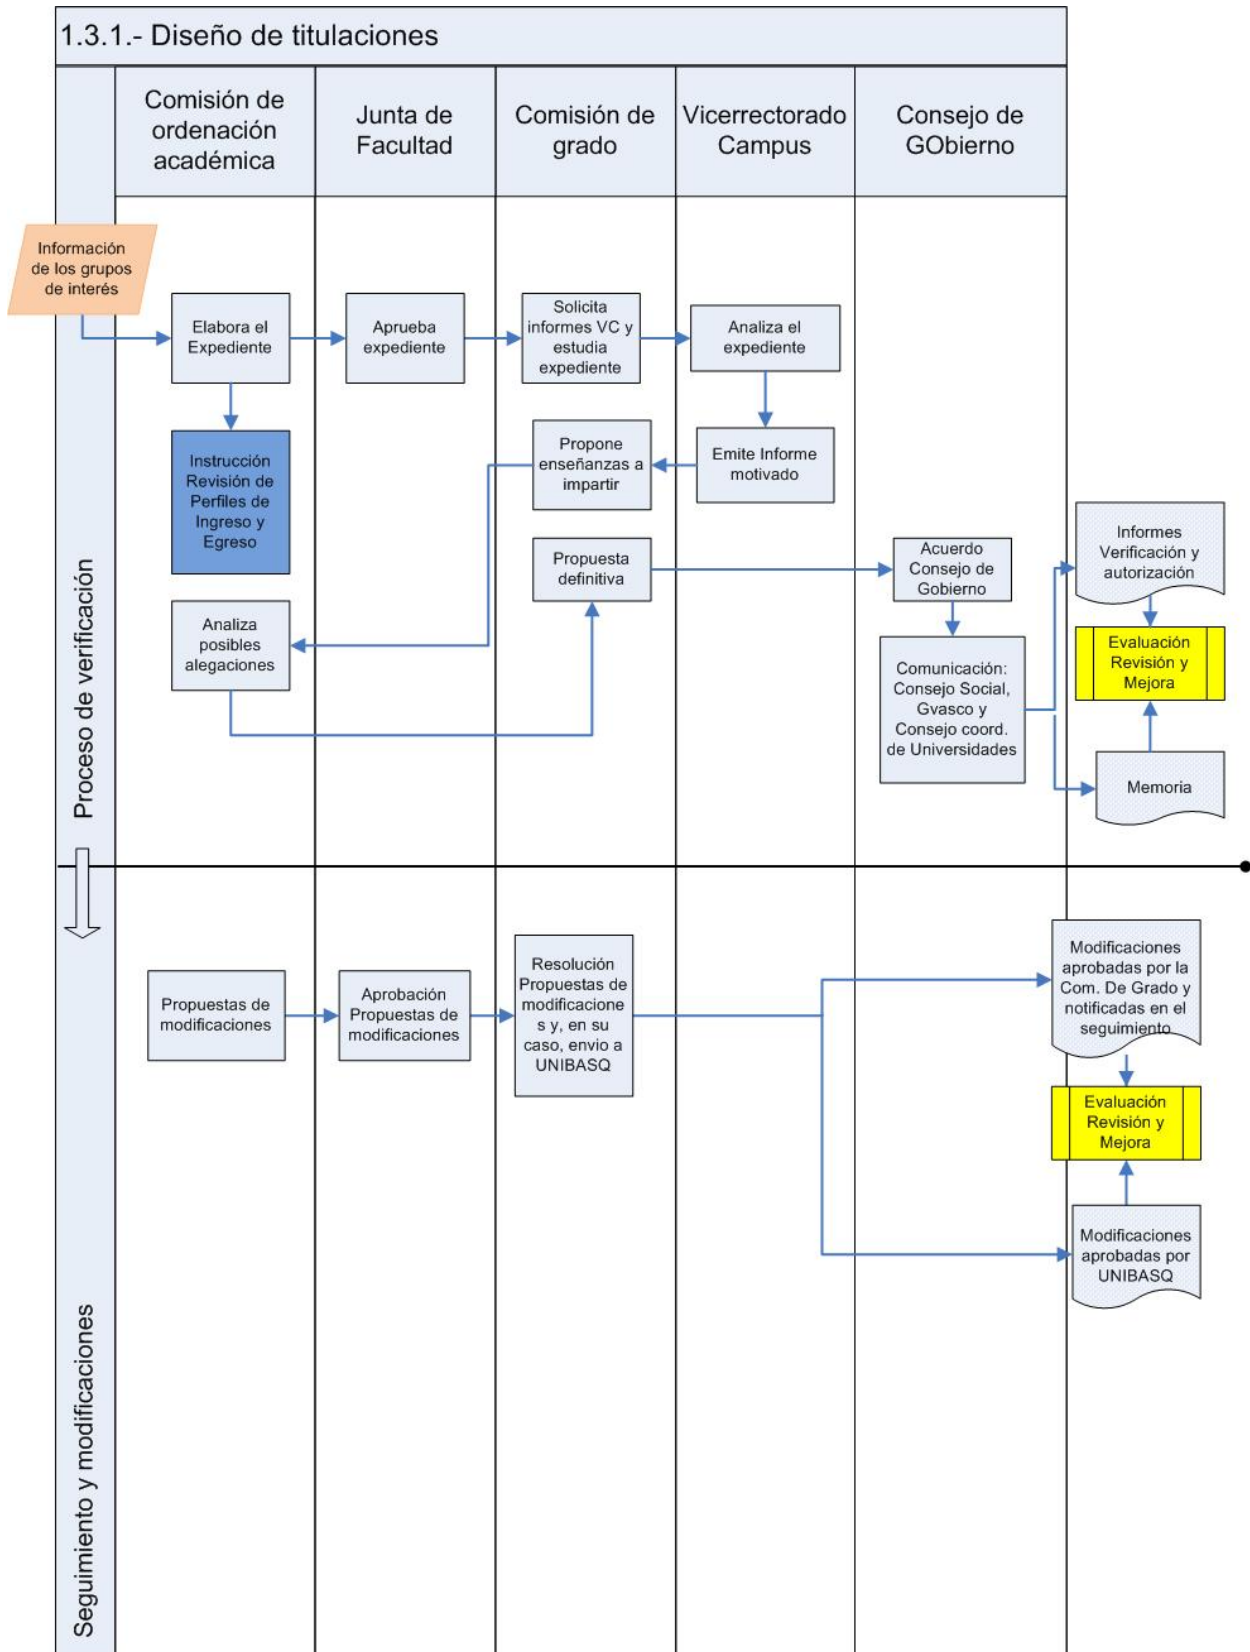 1.3.1.- Diseño de titulaciones
Comisión de
ordenación
académica
Junta de
Facultad
Comisión de
grado
Vicerrectorado
Campus
Consejo de
GObierno
Proceso de verificación
Información
de los grupos
de interés
Elabora el
Expediente
Aprueba
expediente
Solicita
informes VC y
estudia
expediente
Analiza el
expediente
Instrucción
Revisión de
Perfiles de
Ingreso y
Egreso
Propone
enseñanzas a
impartir
Emite Informe
motivado
Analiza
posibles
alegaciones
Propuesta
definitiva
Acuerdo
Consejo de
Gobierno
Comunicación:
Consejo Social,
Gvasco y
Consejo coord.
de Universidades
Informes
Verificación y
autorización
Evaluación
Revisión y
Mejora
Memoria
Seguimiento y modificaciones
Propuestas de
modificaciones
Aprobación
Propuestas de
modificaciones
Resolución
Propuestas de
modificacione
s y, en su
caso, envio a
UNIBASQ
Modificaciones
aprobadas por la
Com. De Grado y
notificadas en el
seguimiento
Evaluación
Revisión y
Mejora
Modificaciones
aprobadas por
UNIBASQ